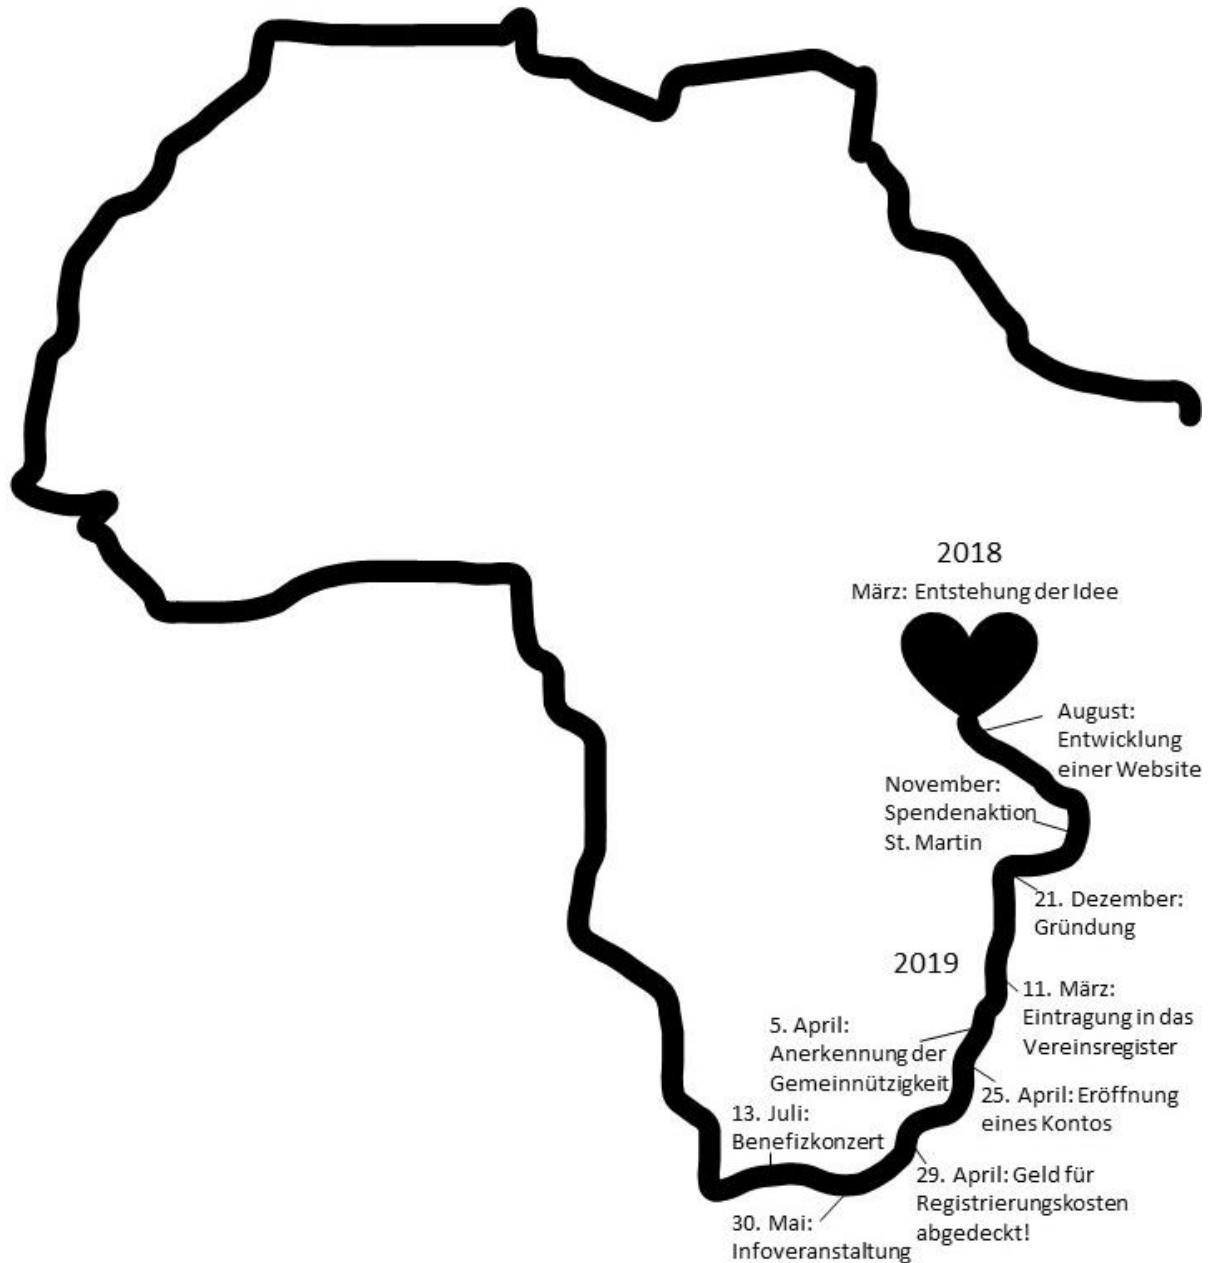 2018
März: Entstehung der Idee
August:
Entwicklung
einer Website
November:
Spendenaktion
St. Martin
21. Dezember:
Gründung
2019
11. März:
Eintragung in das
Vereinsregister
5. April:
Anerkennung der
Gemeinnützigkeit
25. April: Eröffnung
eines Kontos
29. April: Geld für
Registrierungskosten
abgedeckt!
30. Mai:
Infoveranstaltung
13. Juli:
Benefizkonzert